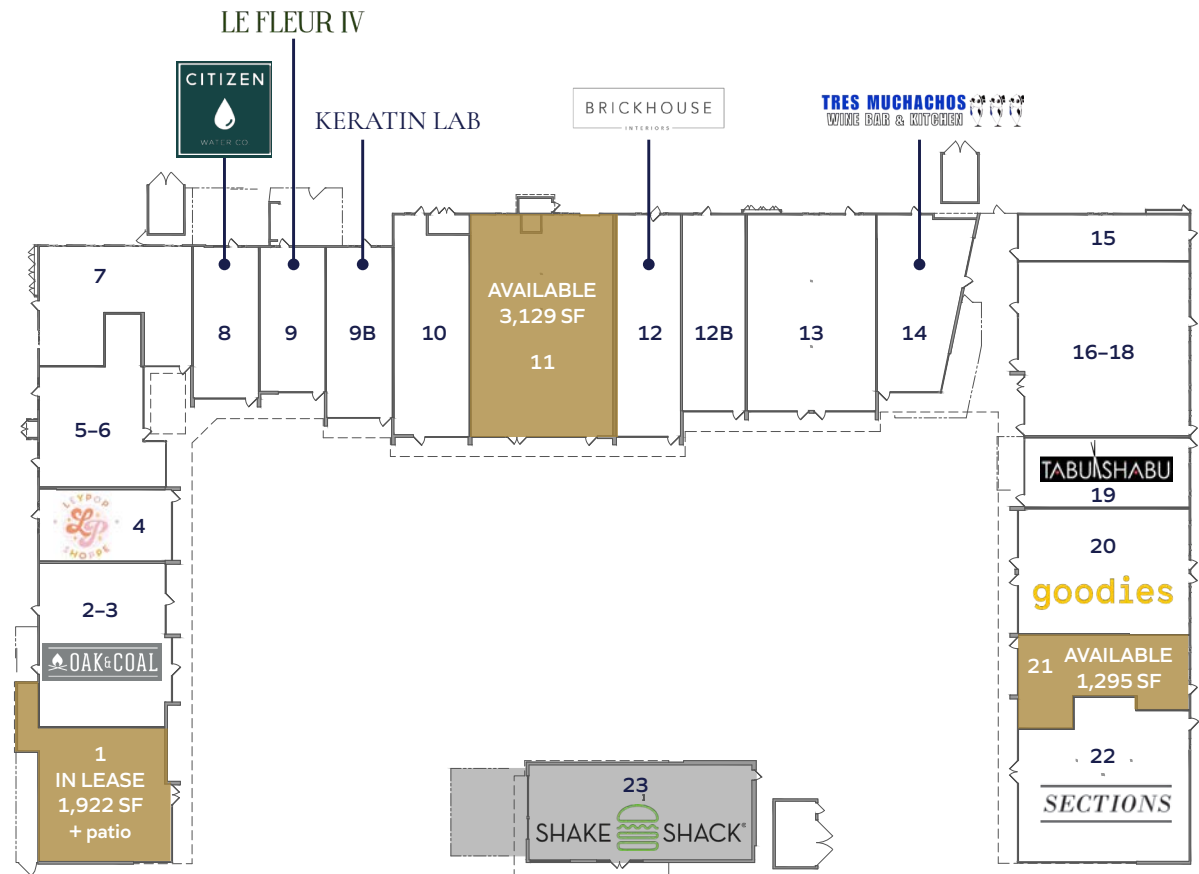 LE FLEUR IV
CITIZEN
WATER CO
KERATIN LAB
BRICKHOUSE
INTERIORS
TRES MUCHACHOS
WINE BAR & KITCHEN
7
8
9
9B
10
AVAILABLE
3,129 SF
11
12
12B
13
14
15
16–18
5–6
TABU SHABU
19
LEYPOP
LP
SHOPPE
4
20
goodies
2–3
OAK & COAL
21 AVAILABLE
1,295 SF
1
IN LEASE
1,922 SF
+ patio
22
SECTIONS
23
SHAKE SHACK